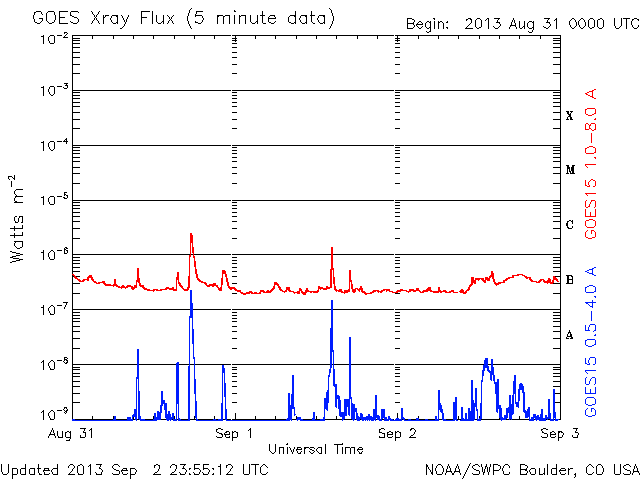 GOES Xray Flux (5 minute data)
Begin: 2013 Aug 31 0000 UTC
10⁻²
10⁻³
10⁻⁴
10⁻⁵
10⁻⁶
10⁻⁷
10⁻⁸
10⁻⁹
Watts m⁻²
X
M
C
B
A
GOES15 1.0–8.0 A
GOES15 0.5–4.0 A
Aug 31
Sep 1
Sep 2
Sep 3
Universal Time
Updated 2013 Sep 2 23:55:12 UTC
NOAA/SWPC Boulder, CO USA